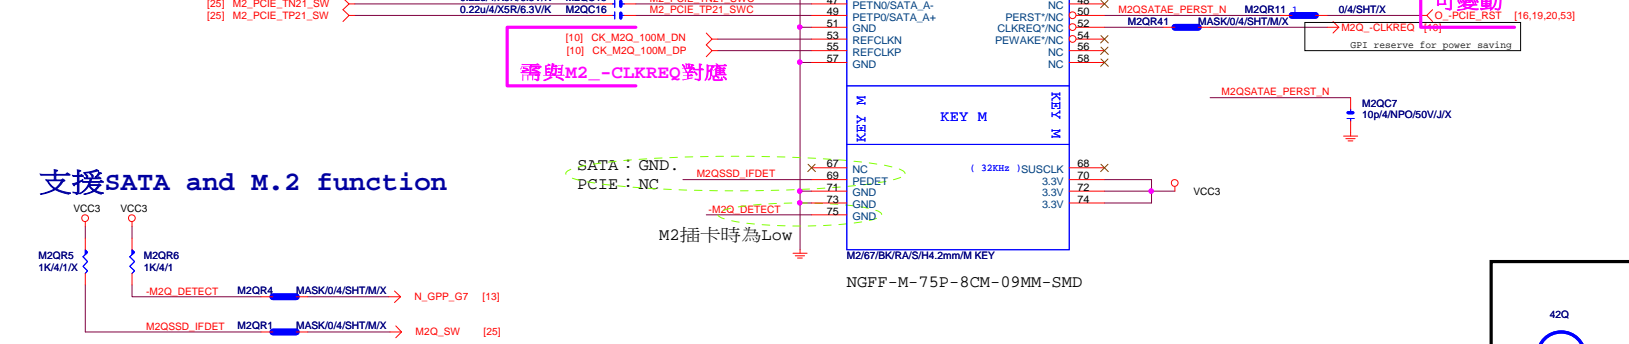 [25] M2_PCIE_TN21_SW
[25] M2_PCIE_TP21_SW
0.22u/4/X5R/6.3V/K M2QC16
M2_PCIE_TP21_SWC
47 PETN0/SATA_A-
49 PETP0/SATA_A+
51 GND
53 REFCLKN
55 REFCLKP
57 GND
NC 48
PERST*/NC 50
CLKREQ*/NC 52
PEWAKE*/NC 54
NC 56
NC 58
M2QSATAE_PERST_N M2QR11 1 0/4/SHT/X
O_-PCIE_RST [16,19,20,53]
可變動
M2QR41 MASK/0/4/SHT/M/X
M2Q_-CLKREQ [10]
GPI reserve for power saving
[10] CK_M2Q_100M_DN
[10] CK_M2Q_100M_DP
需與M2_-CLKREQ對應
M2QSATAE_PERST_N
M2QC7
10p/4/NPO/50V/J/X
KEY M
KEY M
KEY M
支援SATA and M.2 function
SATA：GND.
PCIE：NC
M2QSSD_IFDET
-M2Q_DETECT
M2插卡時為Low
67 NC
69 PEDET
71 GND
73 GND
75 GND
( 32KHz )SUSCLK 68
3.3V 70
3.3V 72
3.3V 74
VCC3
M2/67/BK/RA/S/H4.2mm/M KEY
NGFF-M-75P-8CM-09MM-SMD
VCC3 VCC3
M2QR5
1K/4/1/X
M2QR6
1K/4/1
-M2Q_DETECT M2QR4 MASK/0/4/SHT/M/X N_GPP_G7 [13]
M2QSSD_IFDET M2QR1 MASK/0/4/SHT/M/X M2Q_SW [25]
42Q